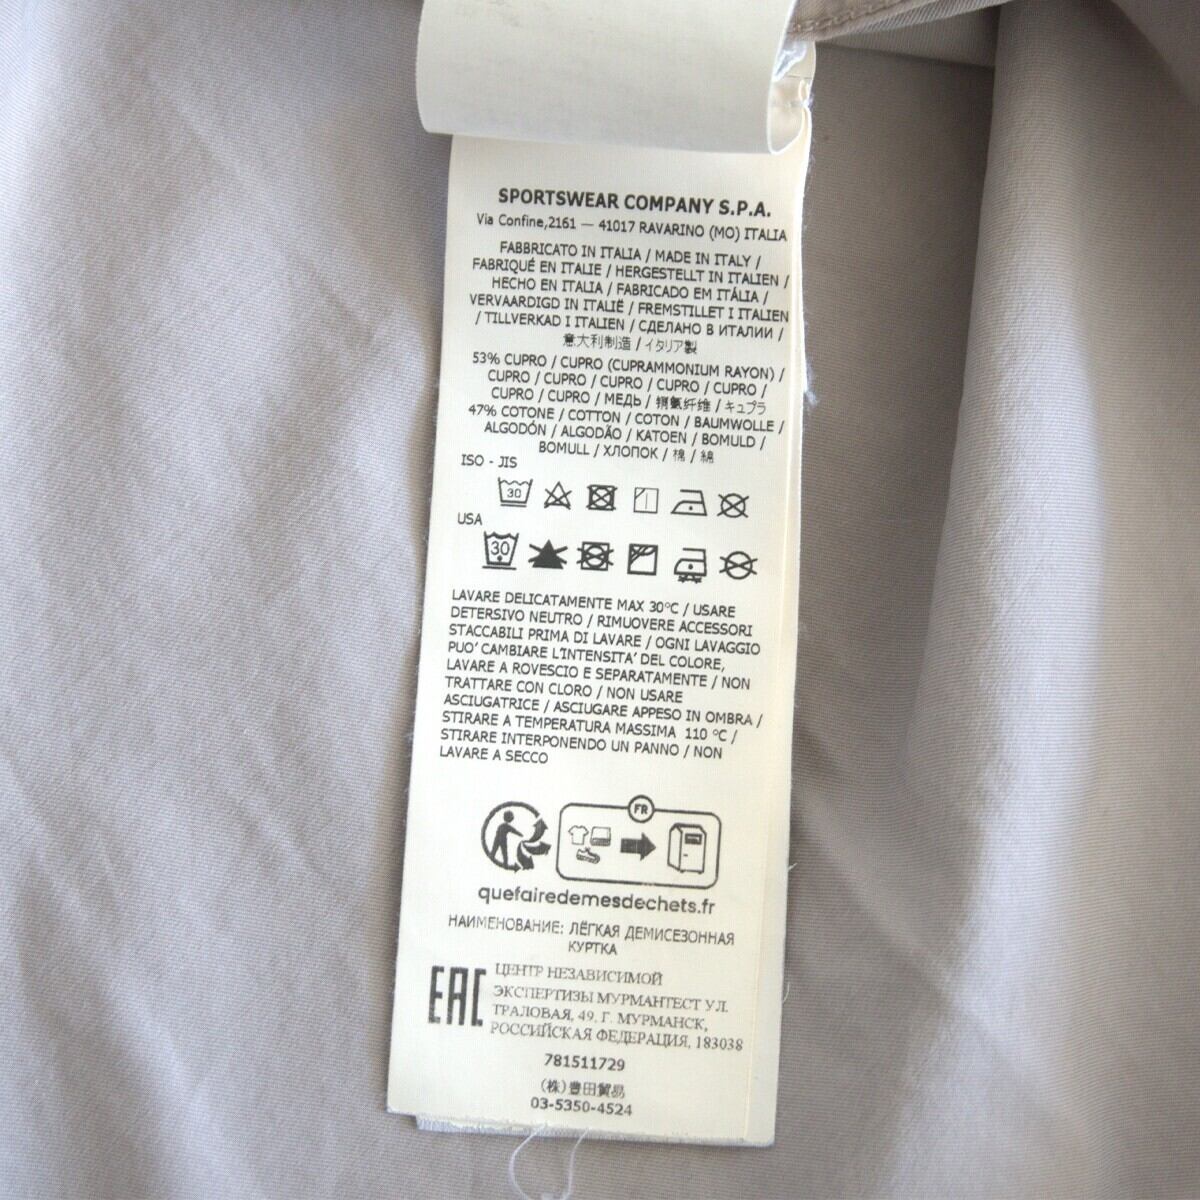 SPORTSWEAR COMPANY S.P.A.
Via Confine,2161 — 41017 RAVARINO (MO) ITALIA
FABBRICATO IN ITALIA / MADE IN ITALY /
FABRIQUÉ EN ITALIE / HERGESTELLT IN ITALIEN /
HECHO EN ITALIA / FABRICADO EM ITÁLIA /
VERVAARDIGD IN ITALIË / FREMSTILLET I ITALIEN
/ TILLVERKAD I ITALIEN / СДЕЛАНО В ИТАЛИИ /
意大利制造 / イタリア製
53% CUPRO / CUPRO (CUPRAMMONIUM RAYON) /
CUPRO / CUPRO / CUPRO / CUPRO / CUPRO /
CUPRO / CUPRO / МЕДЬ / 铜氨纤维 / キュプラ
47% COTONE / COTTON / COTON / BAUMWOLLE /
ALGODÓN / ALGODÃO / KATOEN / BOMULD /
BOMULL / ХЛОПОК / 棉 / 綿
ISO - JIS
30
USA
30
LAVARE DELICATAMENTE MAX 30°C / USARE
DETERSIVO NEUTRO / RIMUOVERE ACCESSORI
STACCABILI PRIMA DI LAVARE / OGNI LAVAGGIO
PUO' CAMBIARE L'INTENSITA' DEL COLORE,
LAVARE A ROVESCIO E SEPARATAMENTE / NON
TRATTARE CON CLORO / NON USARE
ASCIUGATRICE / ASCIUGARE APPESO IN OMBRA /
STIRARE A TEMPERATURA MASSIMA 110 °C /
STIRARE INTERPONENDO UN PANNO / NON
LAVARE A SECCO
FR
quefairedemesdechets.fr
НАИМЕНОВАНИЕ: ЛЁГКАЯ ДЕМИСЕЗОННАЯ
КУРТКА
EAC
ЦЕНТР НЕЗАВИСИМОЙ
ЭКСПЕРТИЗЫ МУРМАНТЕСТ УЛ.
ТРАЛОВАЯ, 49, Г. МУРМАНСК,
РОССИЙСКАЯ ФЕДЕРАЦИЯ, 183038
781511729
(株)豊田貿易
03-5350-4524